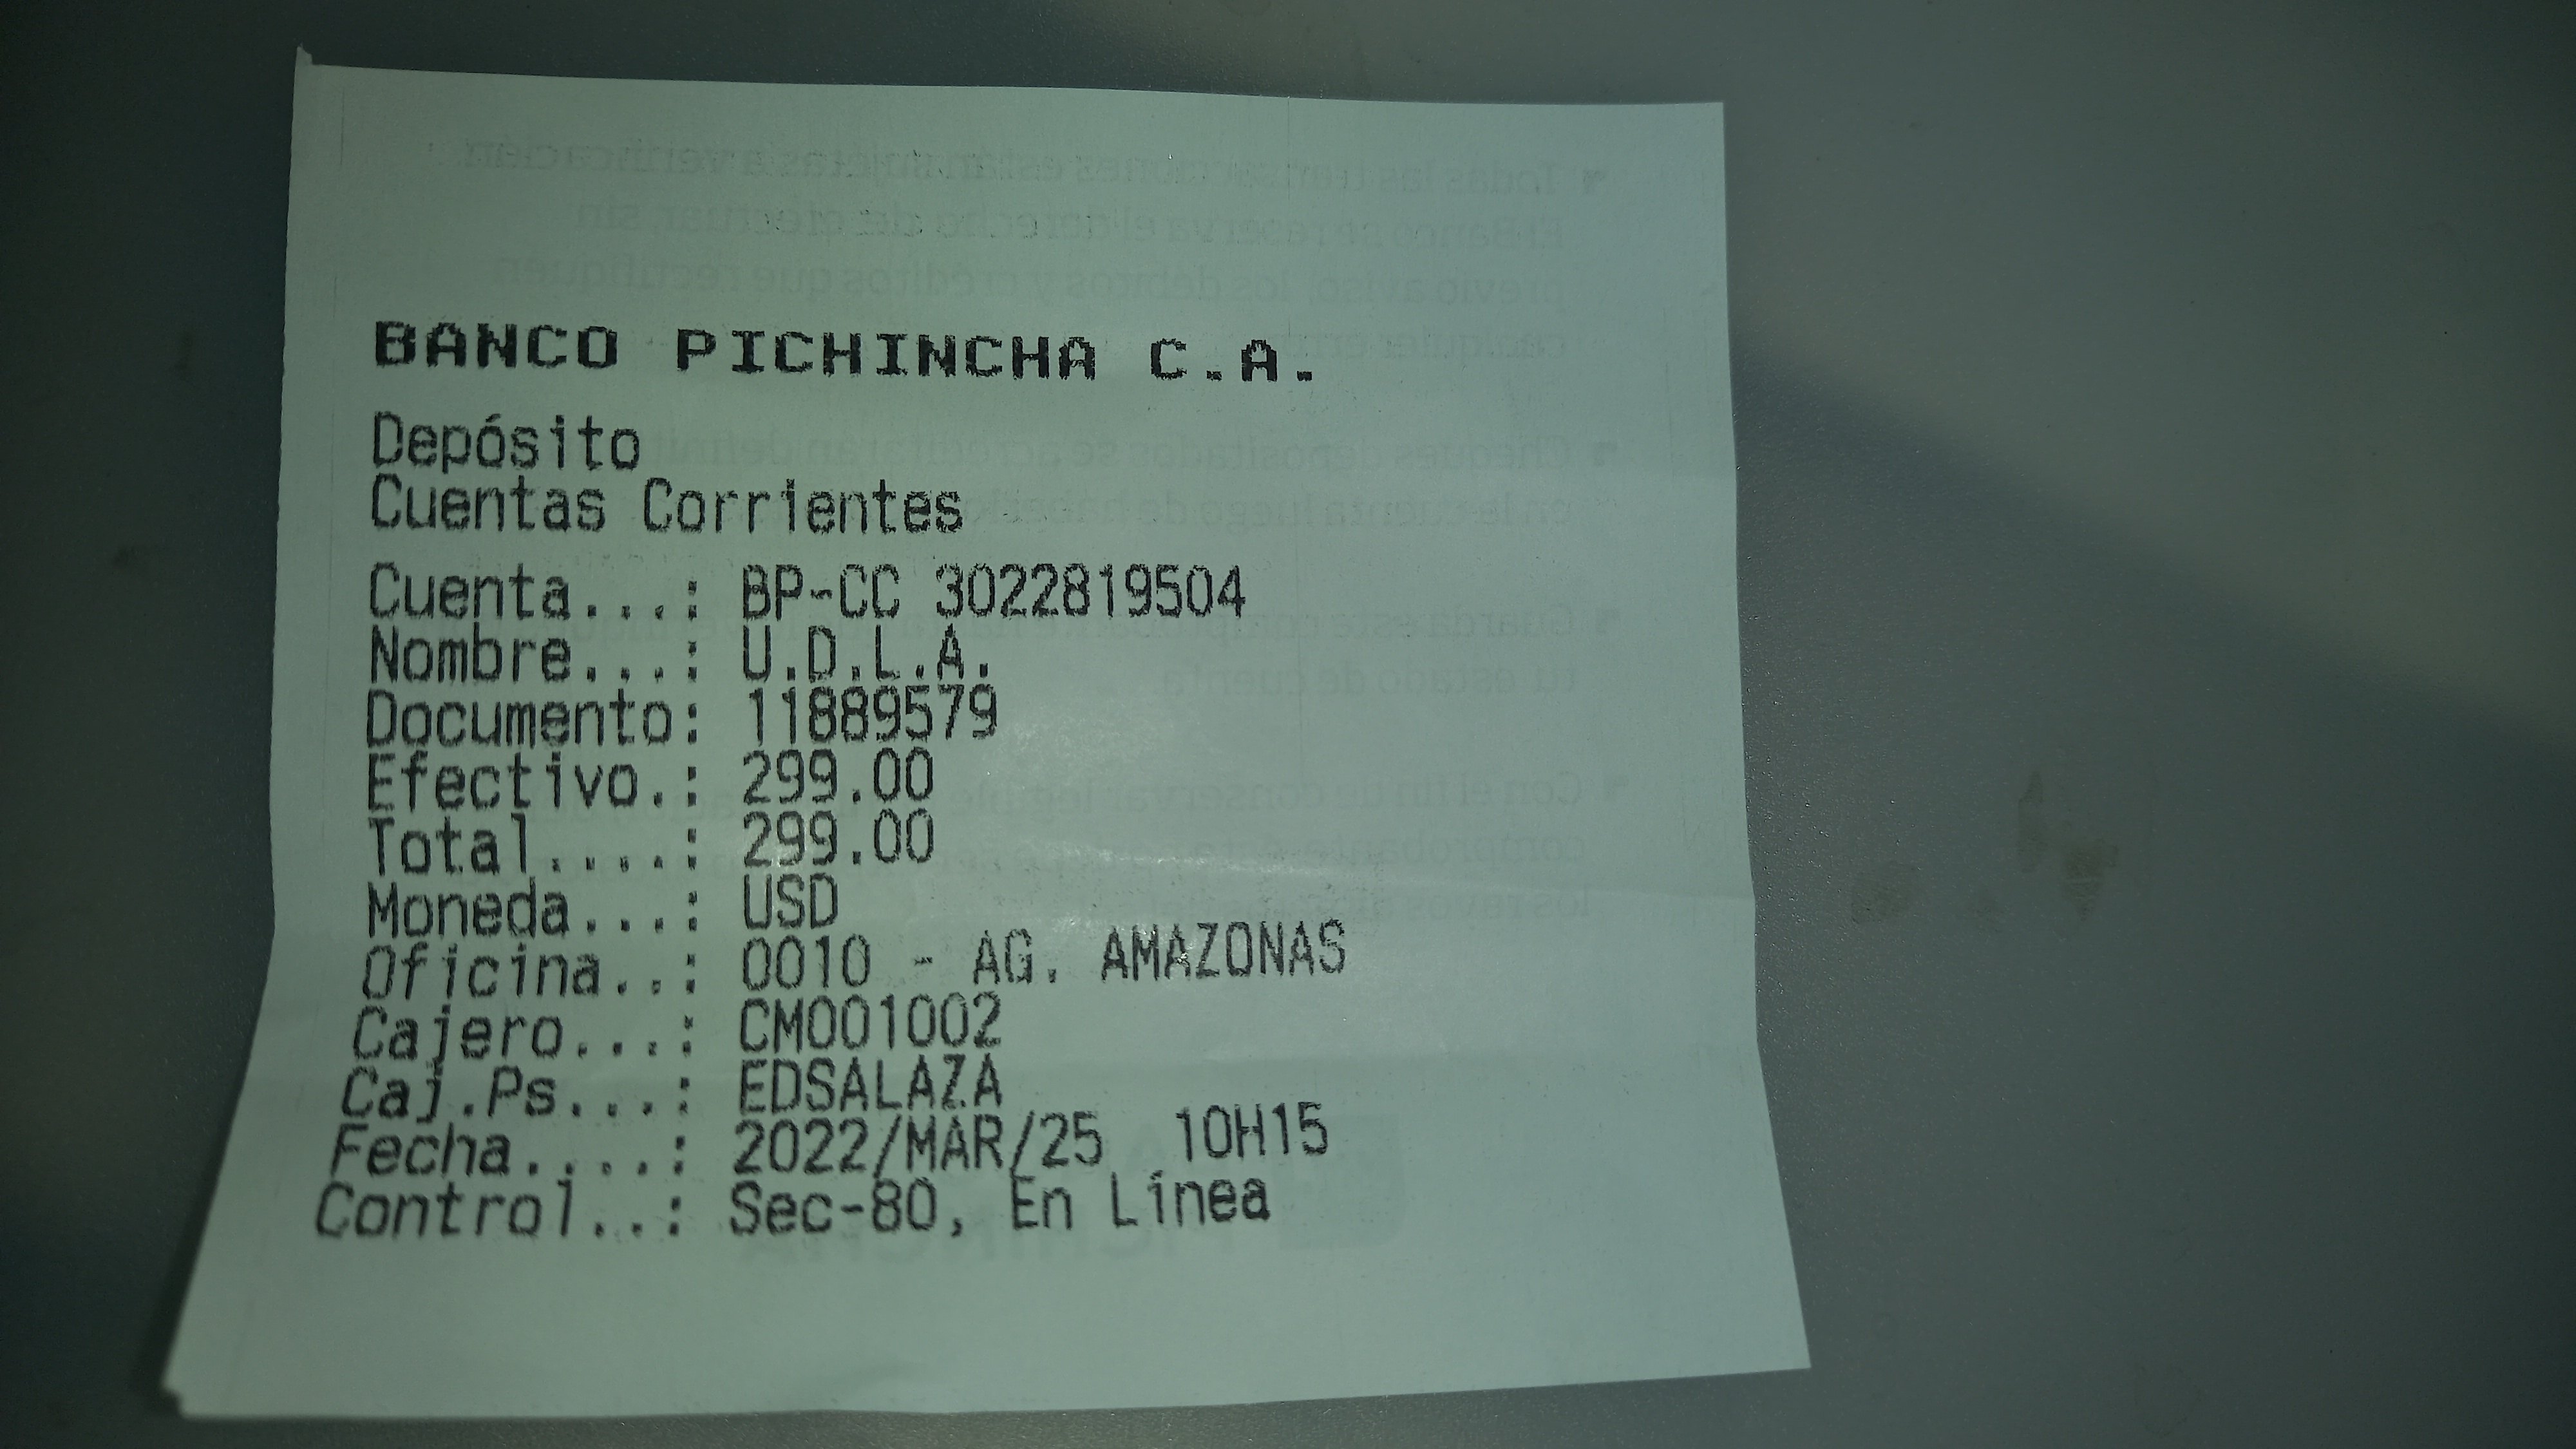 BANCO PICHINCHA C.A.
Depósito
Cuentas Corrientes
Cuenta...: BP-CC 3022819504
Nombre...: U.D.L.A.
Documento: 11889579
Efectivo.: 299.00
Total....: 299.00
Moneda...: USD
Oficina..: 0010 - AG. AMAZONAS
Cajero...: CM001002
Caj.Ps...: EDSALAZA
Fecha....: 2022/MAR/25 10H15
Control..: Sec-80, En Línea